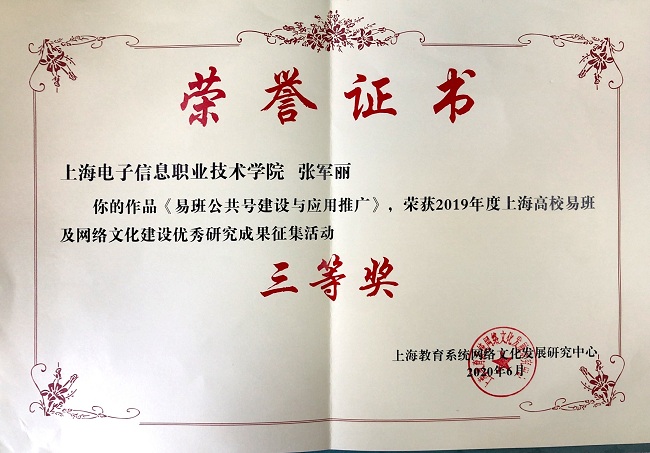 荣誉证书
上海电子信息职业技术学院 张军丽
你的作品《易班公共号建设与应用推广》，荣获2019年度上海高校易班
及网络文化建设优秀研究成果征集活动
三等奖
上海教育系统网络文化发展研究中心
2020年6月